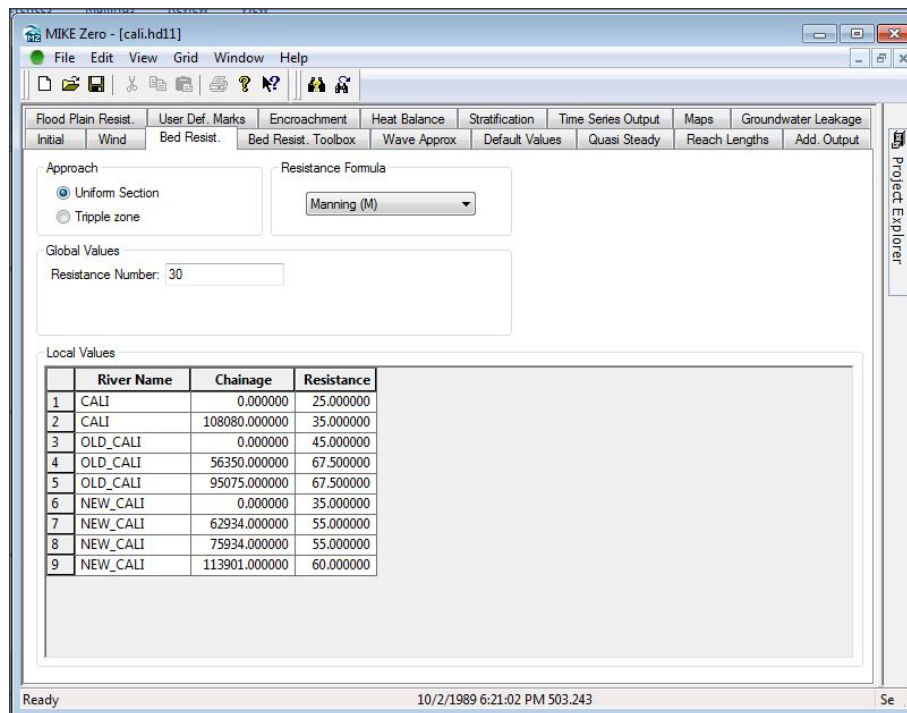 MIKE Zero - [cali.hd11]
File Edit View Grid Window Help
Flood Plain Resist. User Def. Marks Encroachment Heat Balance Stratification Time Series Output Maps Groundwater Leakage
Initial Wind Bed Resist. Bed Resist. Toolbox Wave Approx Default Values Quasi Steady Reach Lengths Add. Output
Project Explorer
Approach
Uniform Section
Tripple zone
Resistance Formula
Manning (M)
Global Values
Resistance Number: 30
Local Values
River Name Chainage Resistance
1 CALI 0.000000 25.000000
2 CALI 108080.000000 35.000000
3 OLD_CALI 0.000000 45.000000
4 OLD_CALI 56350.000000 67.500000
5 OLD_CALI 95075.000000 67.500000
6 NEW_CALI 0.000000 35.000000
7 NEW_CALI 62934.000000 55.000000
8 NEW_CALI 75934.000000 55.000000
9 NEW_CALI 113901.000000 60.000000
Ready 10/2/1989 6:21:02 PM 503.243 Se